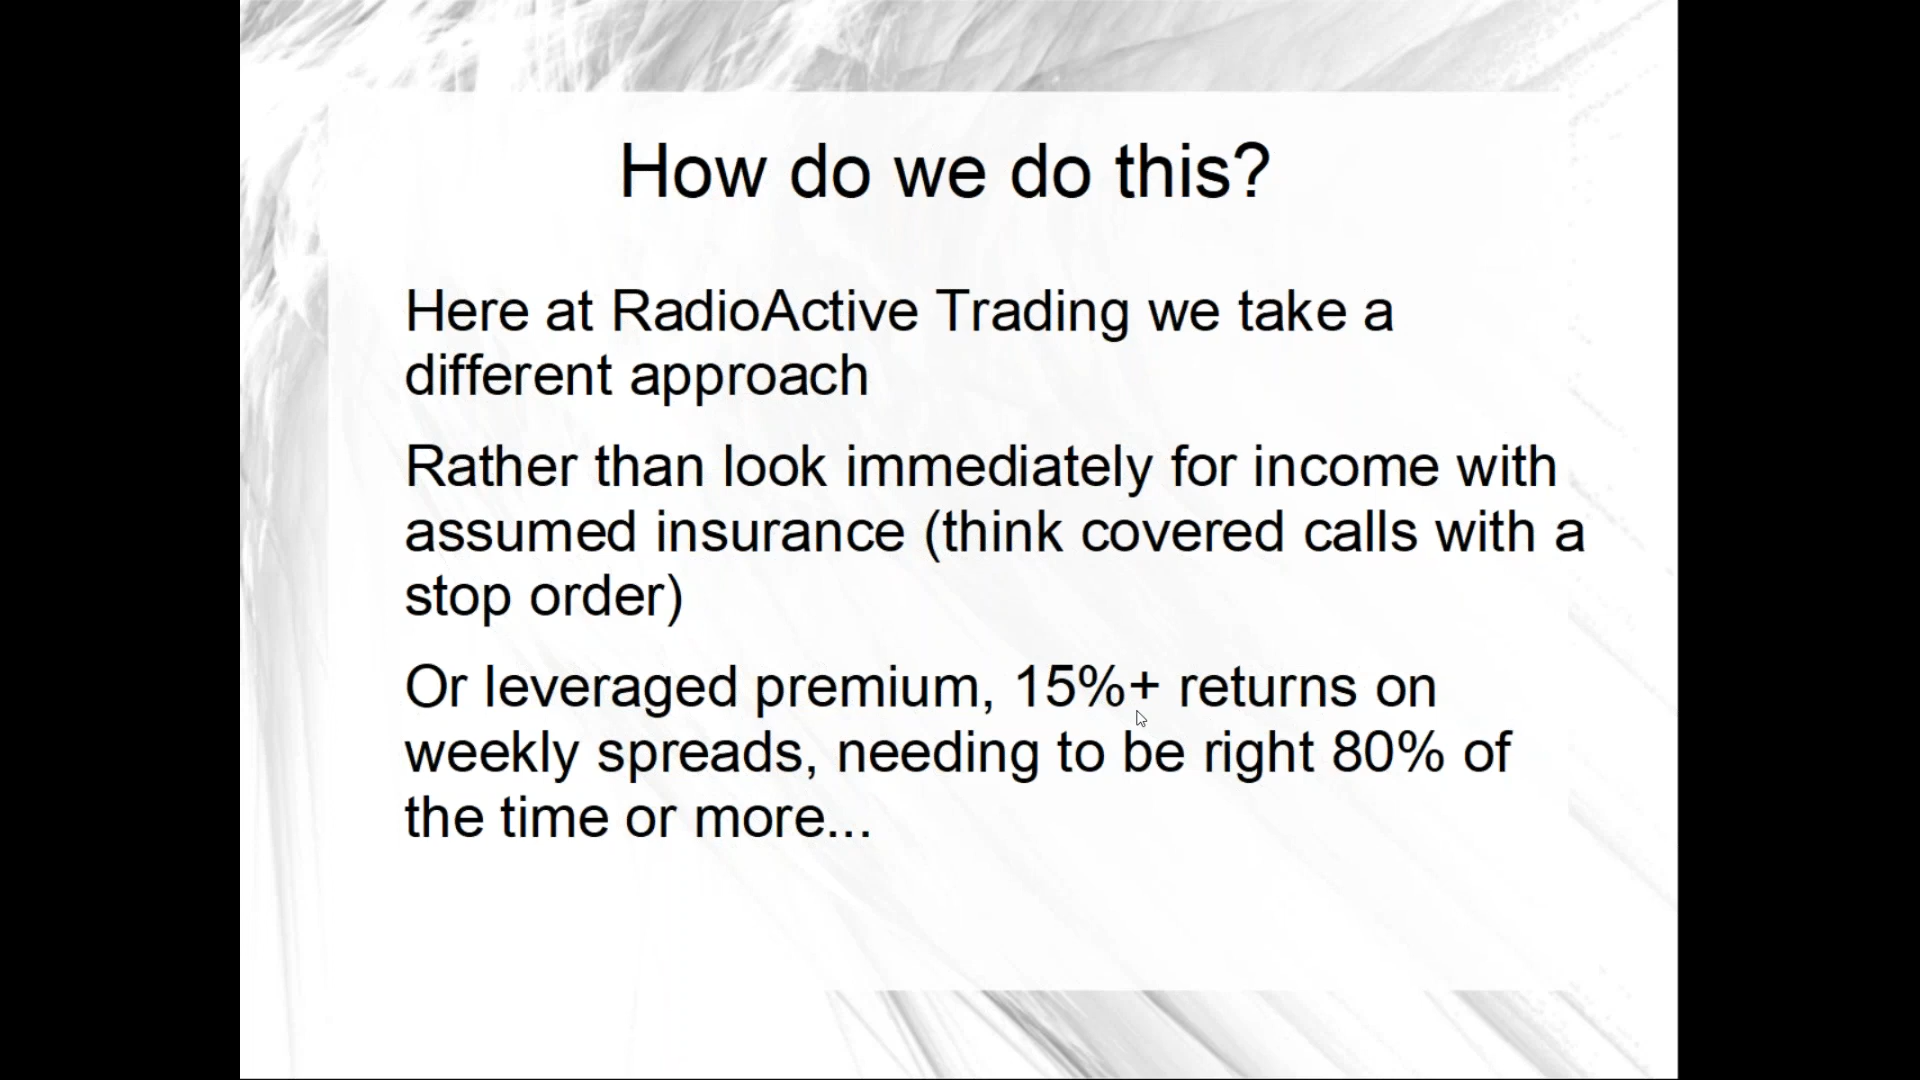 How do we do this?
Here at RadioActive Trading we take a
different approach
Rather than look immediately for income with
assumed insurance (think covered calls with a
stop order)
Or leveraged premium, 15%+ returns on
weekly spreads, needing to be right 80% of
the time or more...